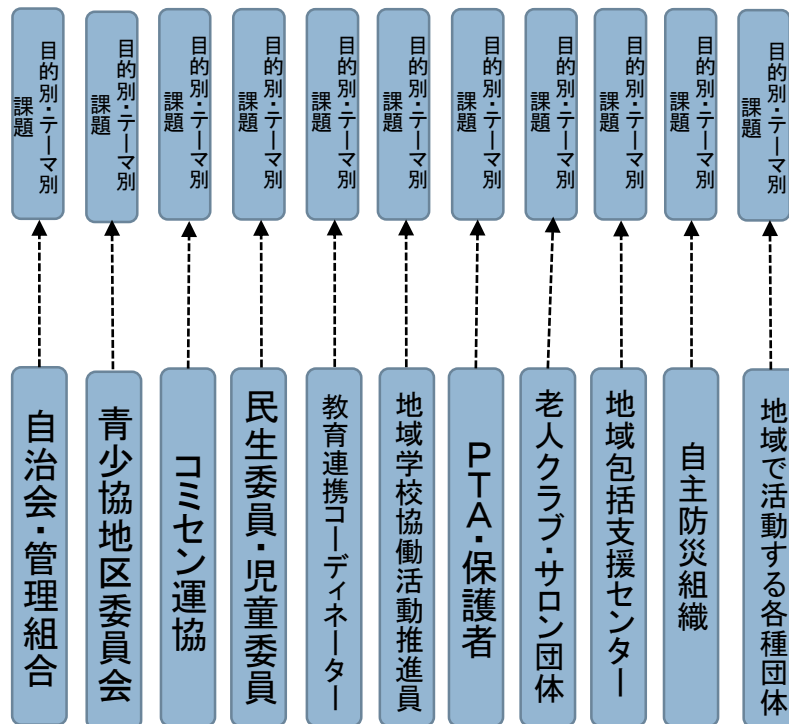 目的別・テーマ別
課題
目的別・テーマ別
課題
目的別・テーマ別
課題
目的別・テーマ別
課題
目的別・テーマ別
課題
目的別・テーマ別
課題
目的別・テーマ別
課題
目的別・テーマ別
課題
目的別・テーマ別
課題
目的別・テーマ別
課題
目的別・テーマ別
課題
自治会・管理組合
青少協地区委員会
コミセン運協
民生委員・児童委員
教育連携コーディネーター
地域学校協働活動推進員
PTA・保護者
老人クラブ・サロン団体
地域包括支援センター
自主防災組織
地域で活動する各種団体